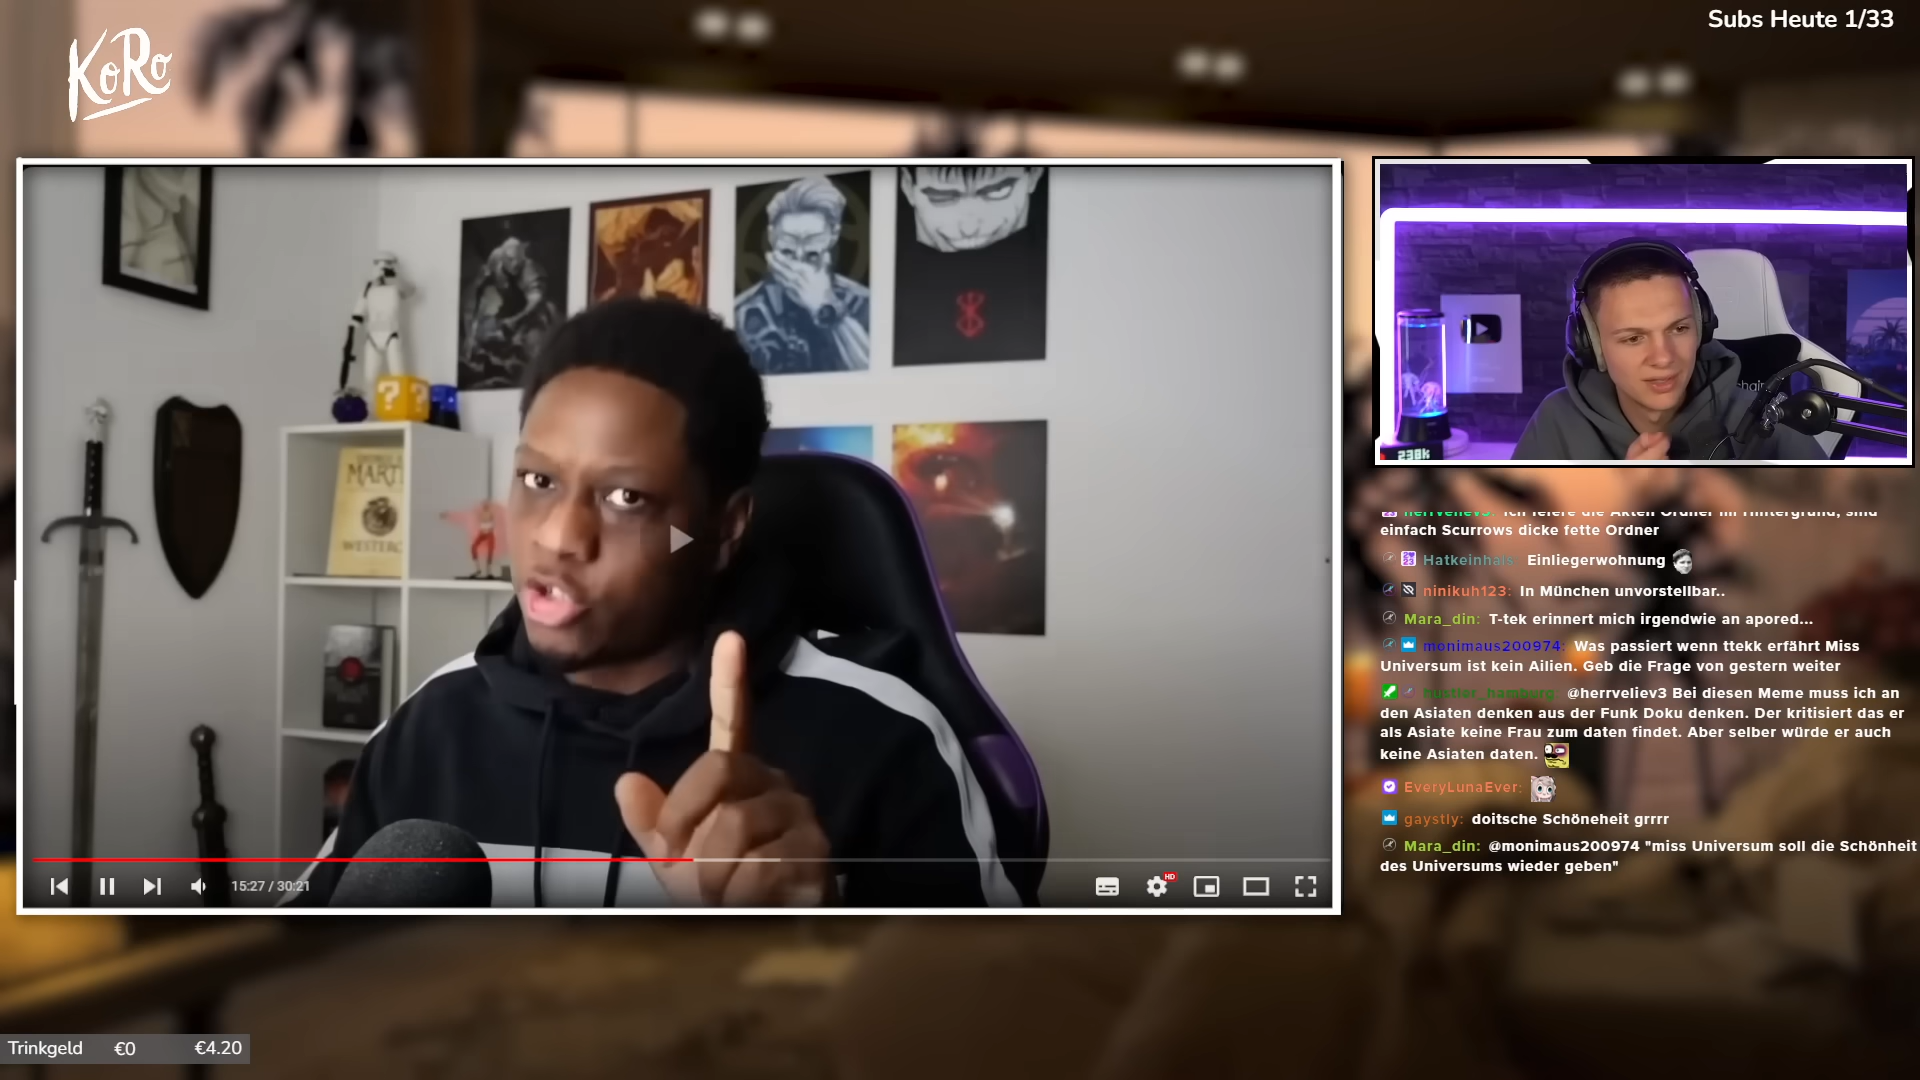 KoRo
Subs Heute 1/33
MARTI
WESTERO
15:27 / 30:21
HD
238k
einfach Scurrows dicke fette Ordner
Hatkeinhals: Einliegerwohnung
ninikuh123: In München unvorstellbar..
Mara_din: T-tek erinnert mich irgendwie an apored...
monimaus200974: Was passiert wenn ttekk erfährt Miss
Universum ist kein Ailien. Geb die Frage von gestern weiter
hustler_hamburg: @herrveliev3 Bei diesen Meme muss ich an
den Asiaten denken aus der Funk Doku denken. Der kritisiert das er
als Asiate keine Frau zum daten findet. Aber selber würde er auch
keine Asiaten daten.
EveryLunaEver:
gaystly: doitsche Schöneheit grrrr
Mara_din: @monimaus200974 "miss Universum soll die Schönheit
des Universums wieder geben"
Trinkgeld €0 €4.20